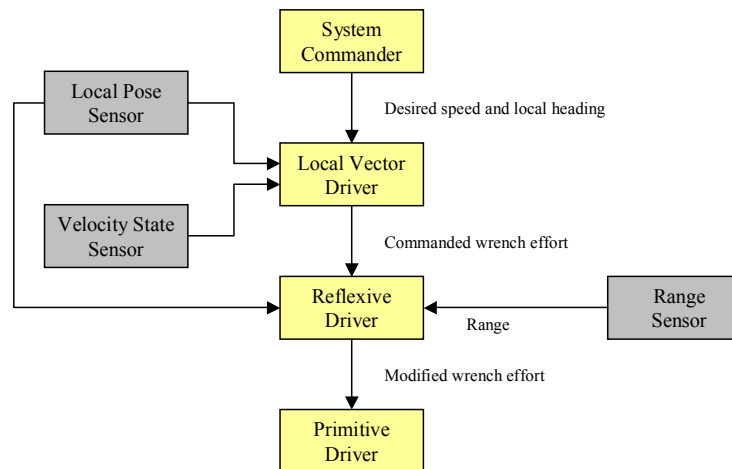 System
Commander
Local Pose
Sensor
Desired speed and local heading
Local Vector
Driver
Velocity State
Sensor
Commanded wrench effort
Reflexive
Driver
Range
Range
Sensor
Modified wrench effort
Primitive
Driver